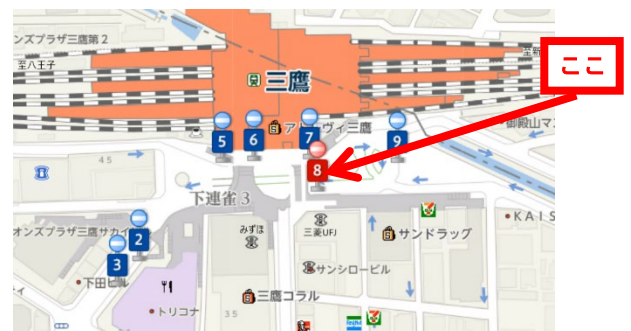 ンズプラザ三鷹第2
至八王子
三鷹
至新
ここ
5
6
アトレヴィ三鷹
7
8
9
御殿山マ
45
下連雀3
みずほ
三菱UFJ
サンドラッグ
KAIS
オンズプラザ三鷹サカイ
2
3
下田ビル
サンシロービル
トリコナ
35
三鷹コラル
イ